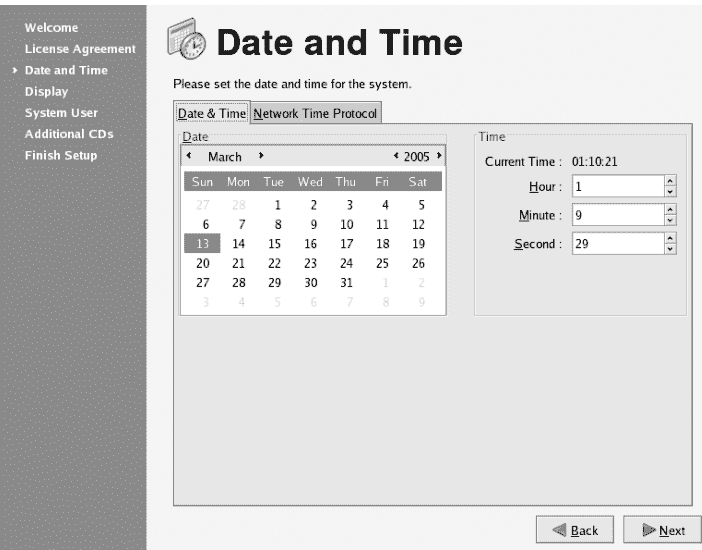 Welcome
License Agreement
Date and Time
Display
System User
Additional CDs
Finish Setup
Date and Time
Please set the date and time for the system.
Date & Time Network Time Protocol
Date
March 2005
Sun Mon Tue Wed Thu Fri Sat
27 28 1 2 3 4 5
6 7 8 9 10 11 12
13 14 15 16 17 18 19
20 21 22 23 24 25 26
27 28 29 30 31 1 2
3 4 5 6 7 8 9
Time
Current Time : 01:10:21
Hour : 1
Minute : 9
Second : 29
Back Next